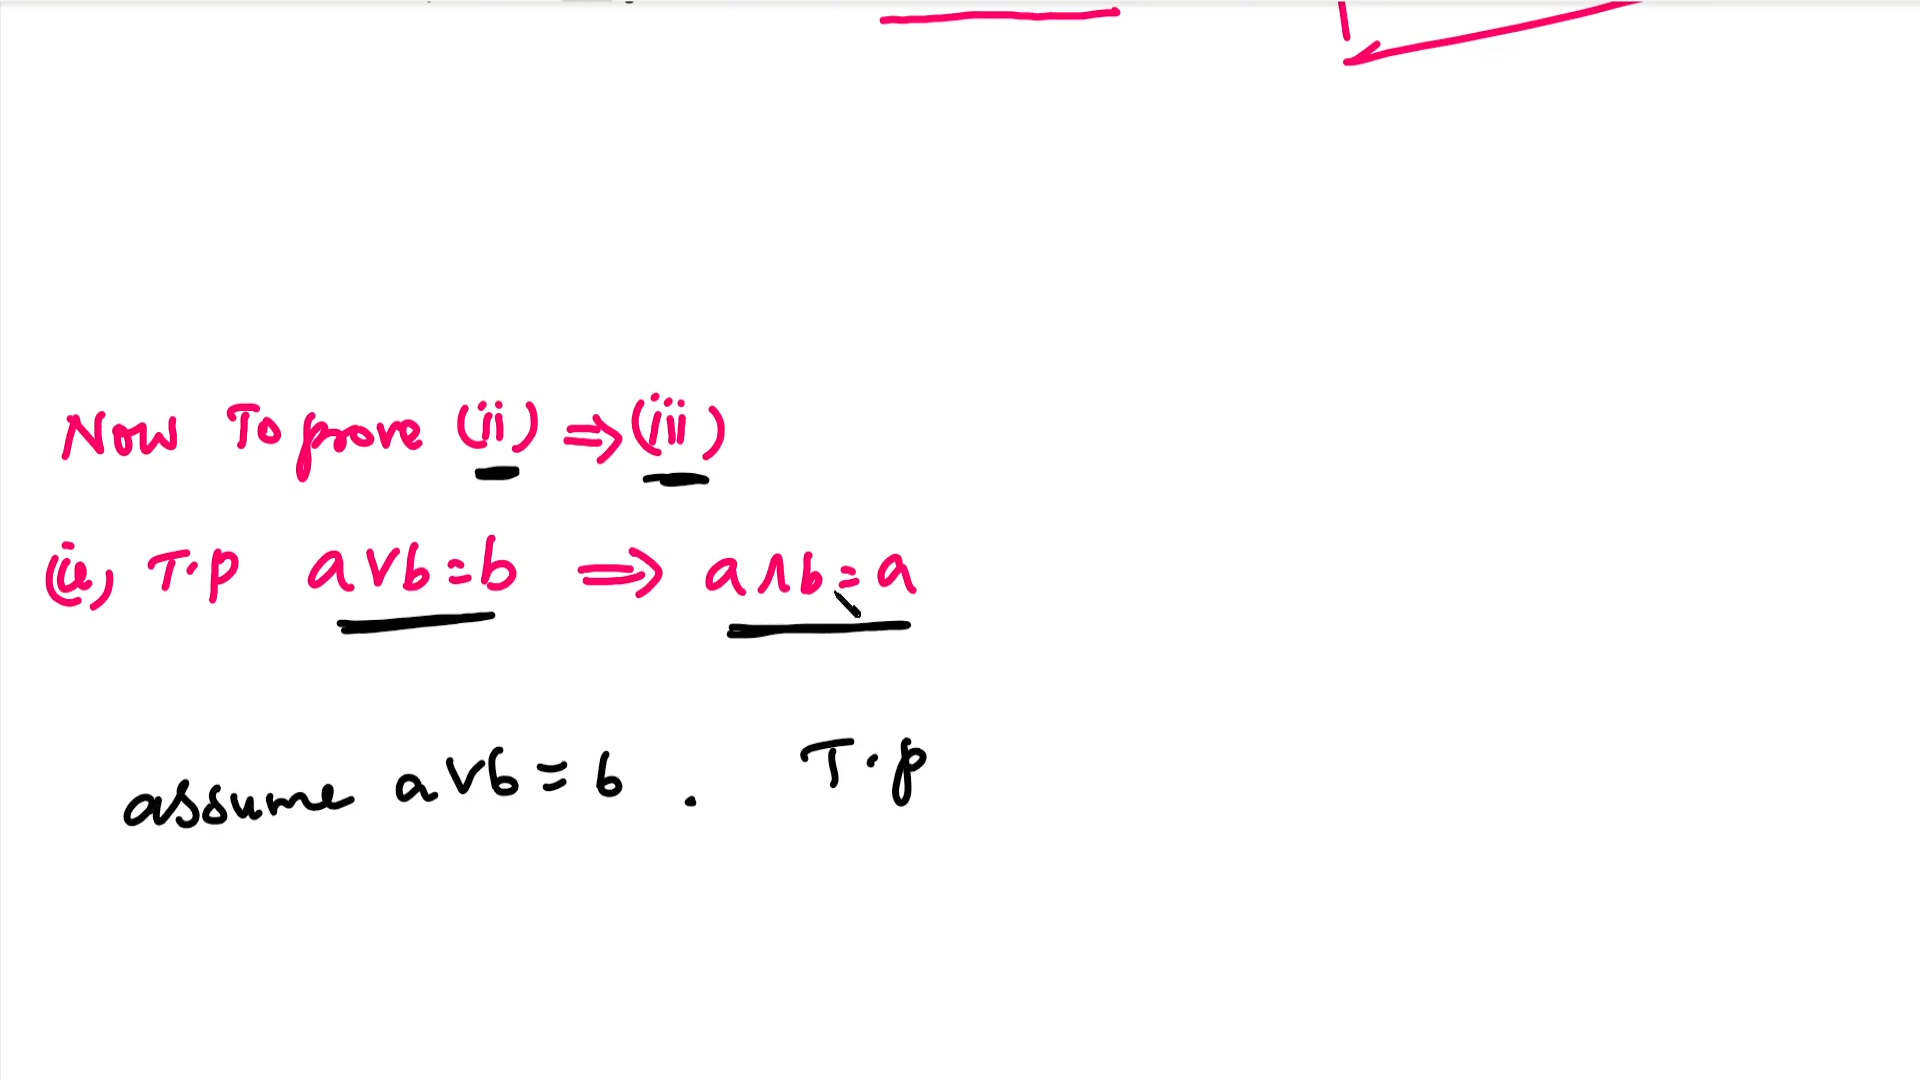 Now To prove (ii) ⇒ (iii)
(ie) T.P a∨b=b ⇒ a∧b=a
assume a∨b=b . T.P